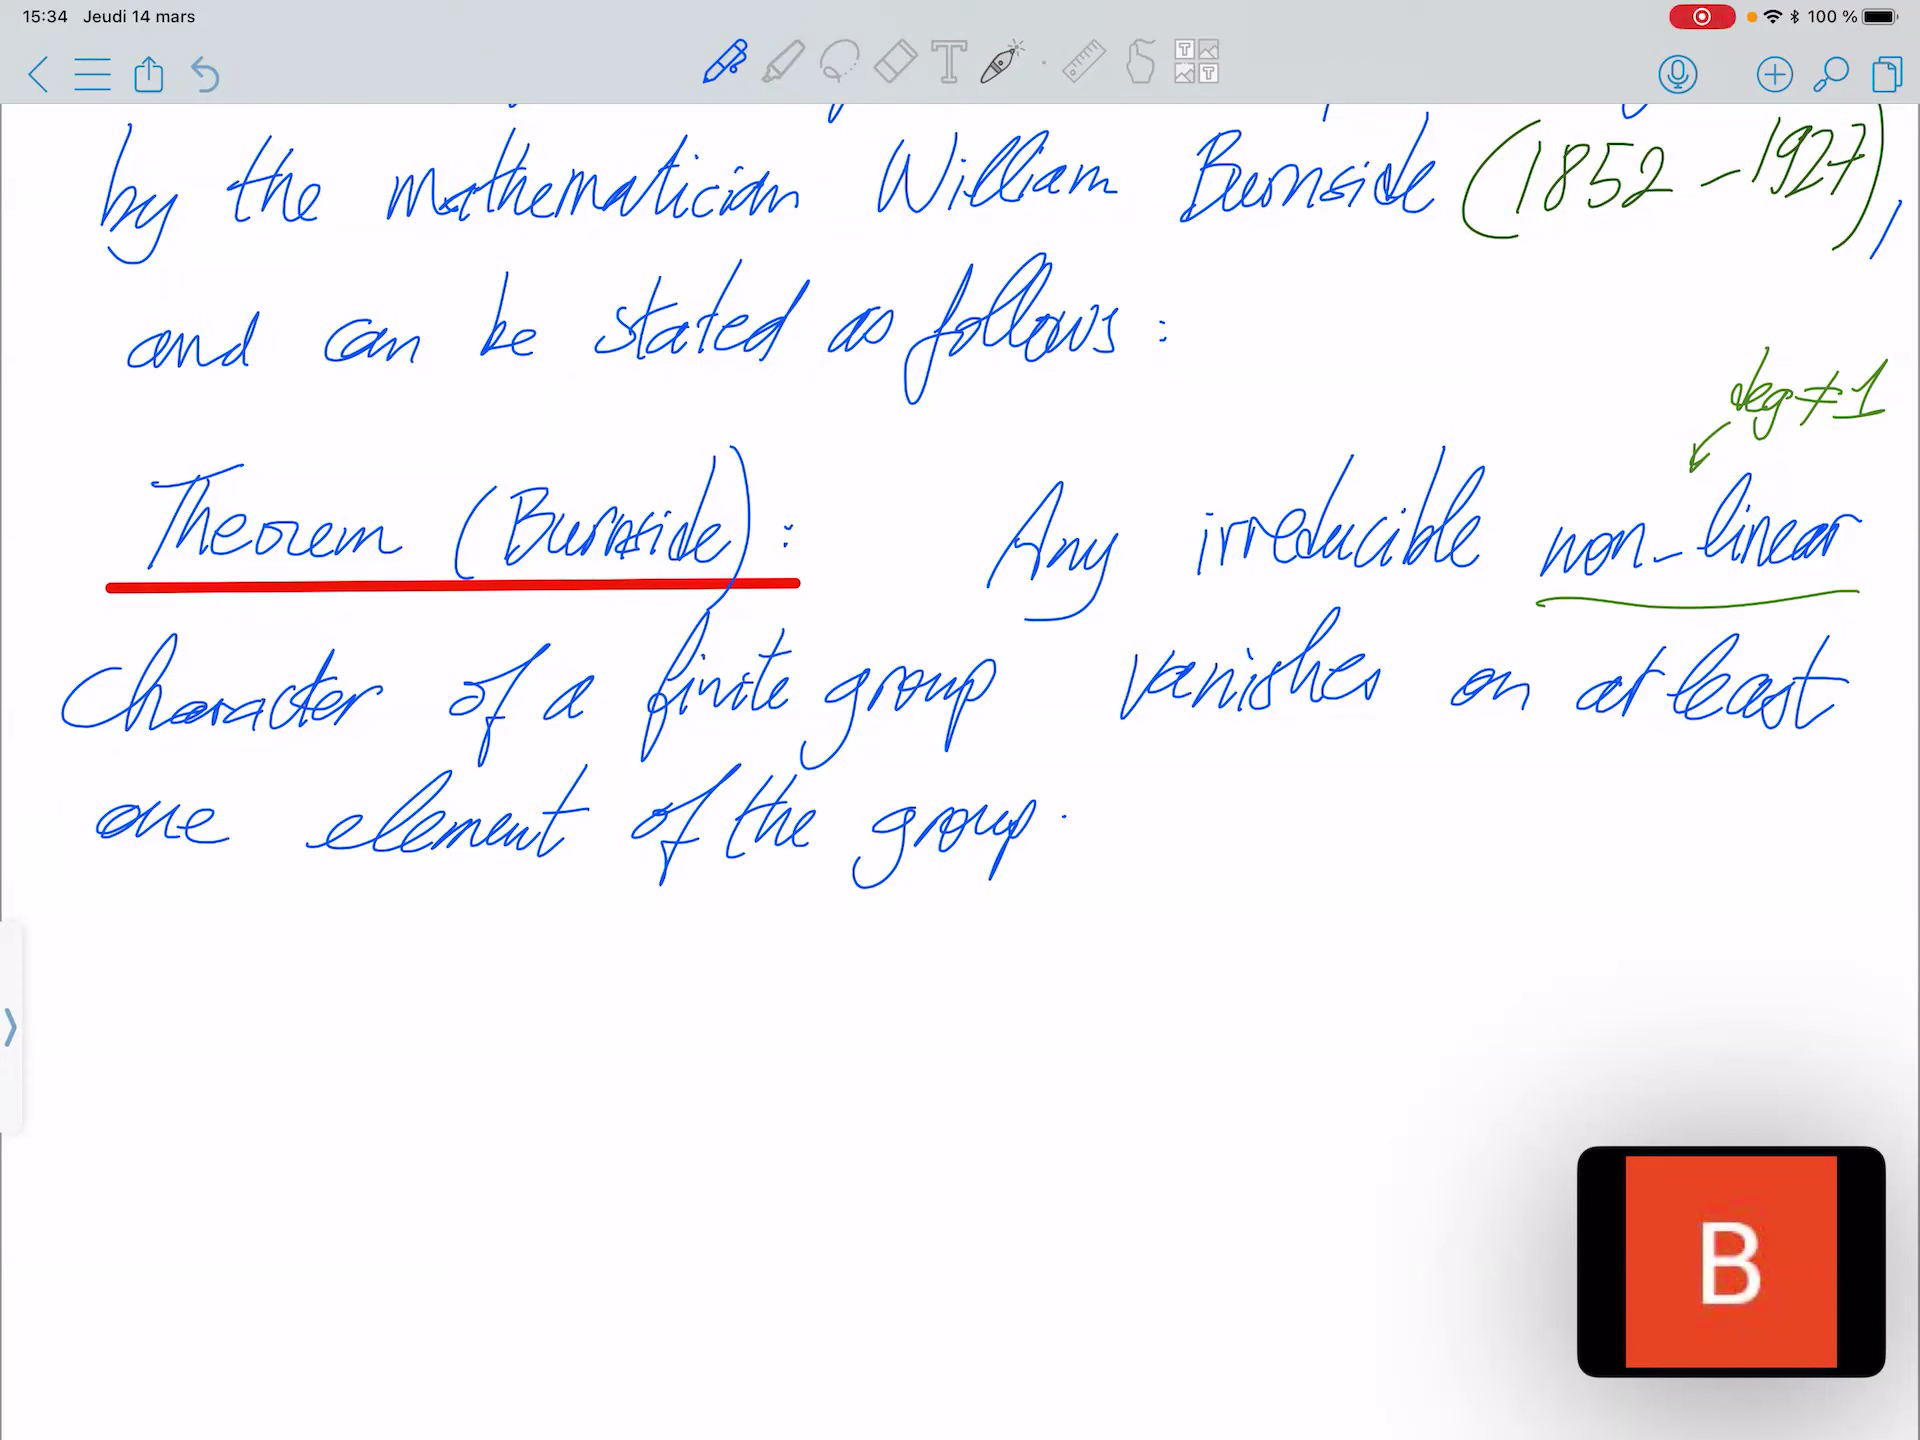 15:34 Jeudi 14 mars
100 %
by the mathematician William Burnside (1852 - 1927),
and can be stated as follows :
deg ≠ 1
Theorem (Burnside) : Any irreducible non-linear
character of a finite group vanishes on at least
one element of the group.
B